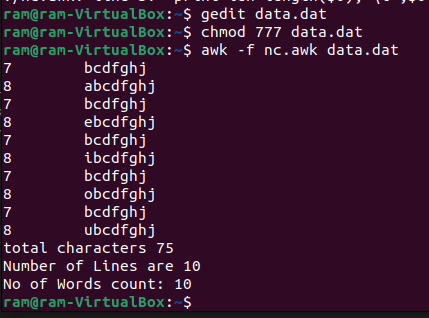 ram@ram-VirtualBox:~$ gedit data.dat
ram@ram-VirtualBox:~$ chmod 777 data.dat
ram@ram-VirtualBox:~$ awk -f nc.awk data.dat
7 bcdfghj
8 abcdfghj
7 bcdfghj
8 ebcdfghj
7 bcdfghj
8 ibcdfghj
7 bcdfghj
8 obcdfghj
7 bcdfghj
8 ubcdfghj
total characters 75
Number of Lines are 10
No of Words count: 10
ram@ram-VirtualBox:~$